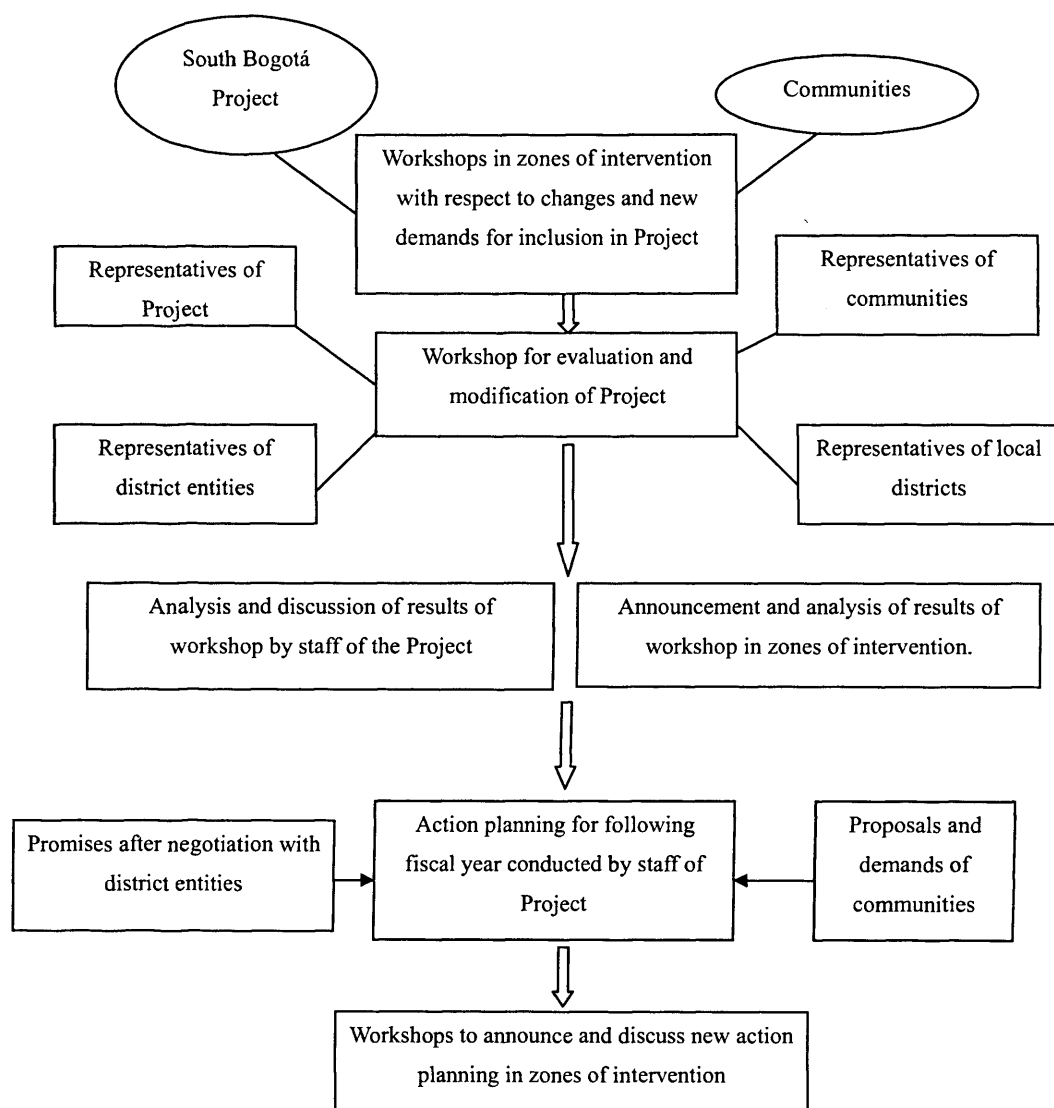 South Bogotá
Project
Communities
Workshops in zones of intervention
with respect to changes and new
demands for inclusion in Project
Representatives of
Project
Representatives of
communities
Workshop for evaluation and
modification of Project
Representatives of
district entities
Representatives of local
districts
Analysis and discussion of results of
workshop by staff of the Project
Announcement and analysis of results of
workshop in zones of intervention.
Promises after negotiation with
district entities
Action planning for following
fiscal year conducted by staff of
Project
Proposals and
demands of
communities
Workshops to announce and discuss new action
planning in zones of intervention